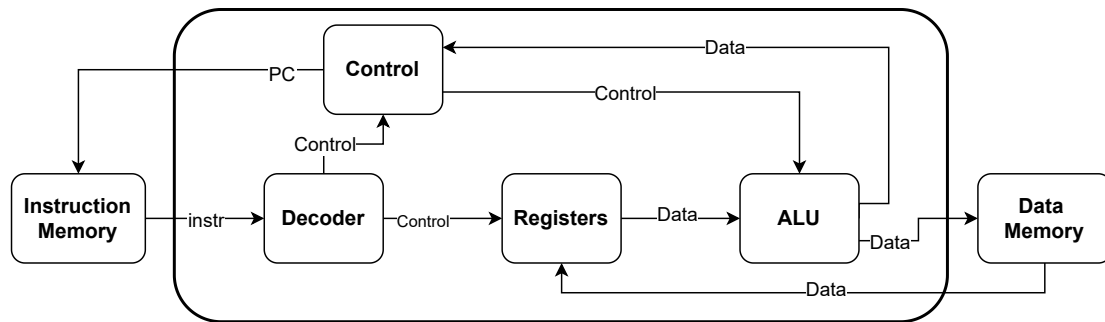 Data
Control
PC
Control
Control
Instruction
Memory
instr
Decoder
Control
Registers
Data
ALU
Data
Data
Memory
Data